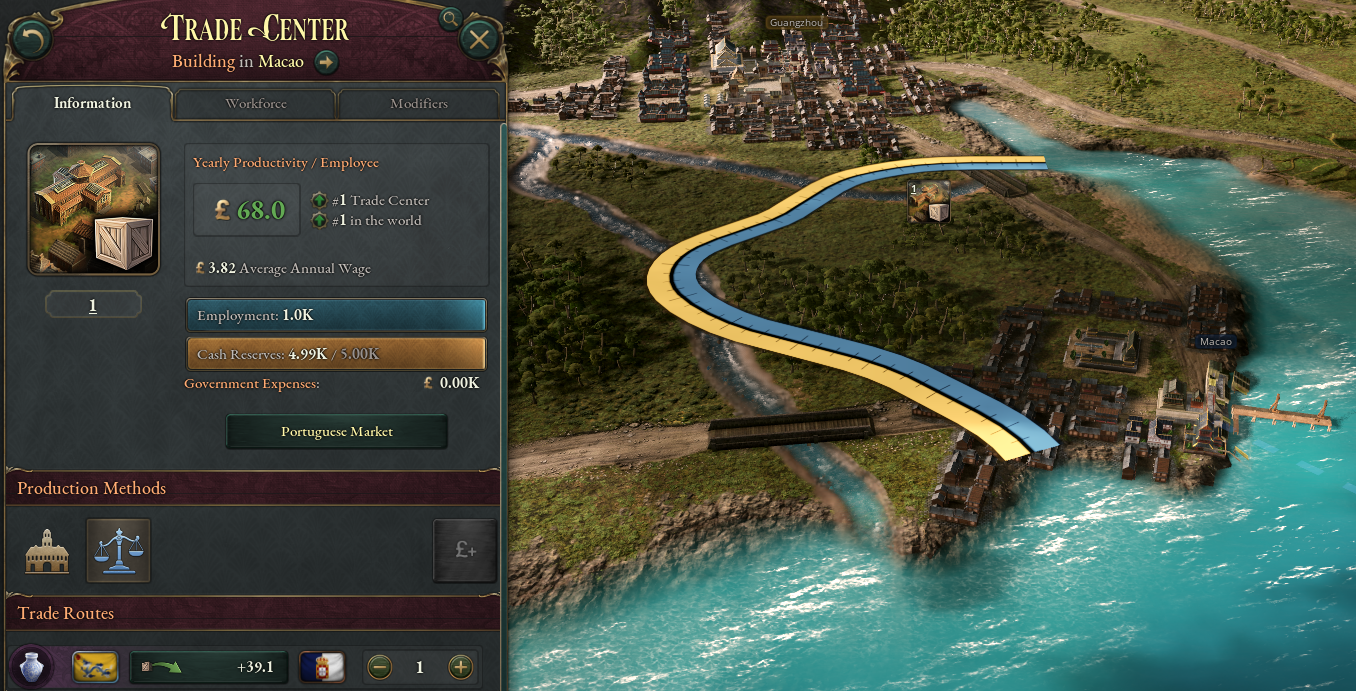 Trade Center
Building in Macao
Information
Workforce
Modifiers
Yearly Productivity / Employee
£ 68.0
#1 Trade Center
#1 in the world
£ 3.82 Average Annual Wage
1
Employment: 1.0K
Cash Reserves: 4.99K / 5.00K
Government Expenses: £ 0.00K
Portuguese Market
Production Methods
£+
Trade Routes
+39.1
1
Guangzhou
1
Macao